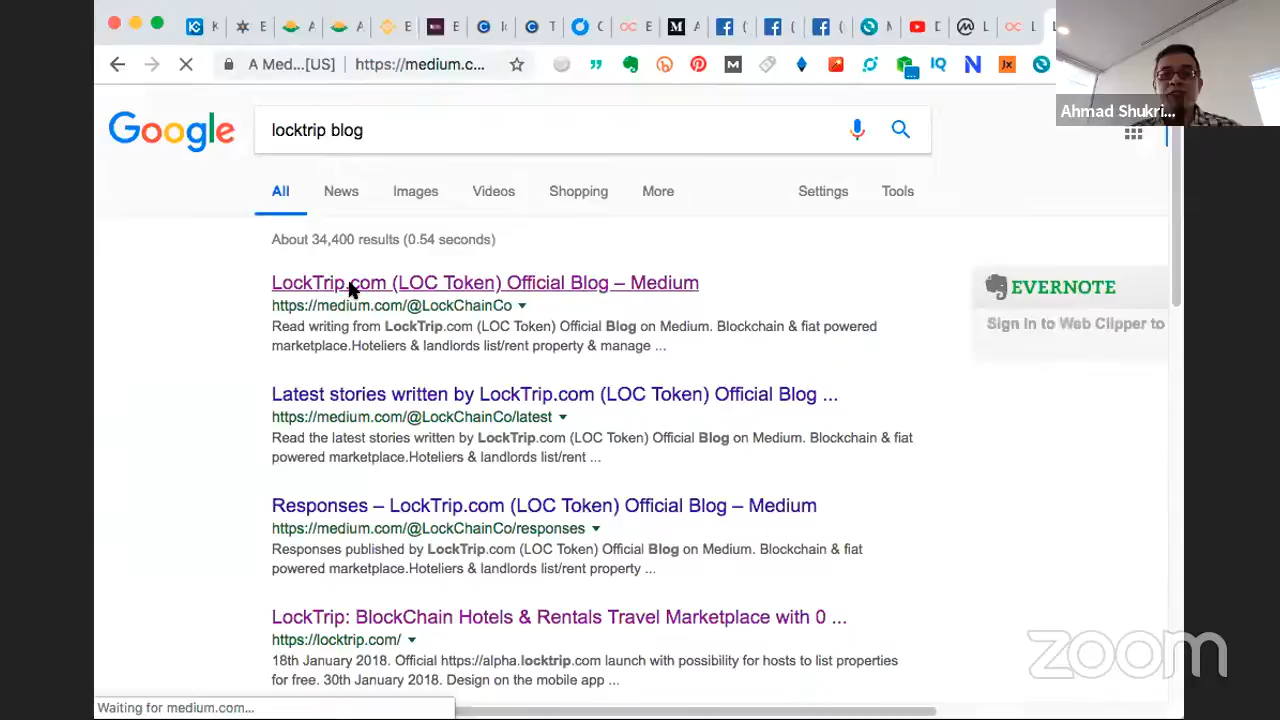 A Med...[US]
https://medium.c...
IQ
N
Jx
Ahmad Shukri...
Google
locktrip blog
All
News
Images
Videos
Shopping
More
Settings
Tools
About 34,400 results (0.54 seconds)
LockTrip.com (LOC Token) Official Blog – Medium
https://medium.com/@LockChainCo
Read writing from LockTrip.com (LOC Token) Official Blog on Medium. Blockchain & fiat powered
marketplace.Hoteliers & landlords list/rent property & manage ...
EVERNOTE
Sign in to Web Clipper to
Latest stories written by LockTrip.com (LOC Token) Official Blog ...
https://medium.com/@LockChainCo/latest
Read the latest stories written by LockTrip.com (LOC Token) Official Blog on Medium. Blockchain & fiat
powered marketplace.Hoteliers & landlords list/rent ...
Responses – LockTrip.com (LOC Token) Official Blog – Medium
https://medium.com/@LockChainCo/responses
Responses published by LockTrip.com (LOC Token) Official Blog on Medium. Blockchain & fiat
powered marketplace.Hoteliers & landlords list/rent property ...
LockTrip: BlockChain Hotels & Rentals Travel Marketplace with 0 ...
https://locktrip.com/
18th January 2018. Official https://alpha.locktrip.com launch with possibility for hosts to list properties
for free. 30th January 2018. Design on the mobile app ...
zoom
Waiting for medium.com...